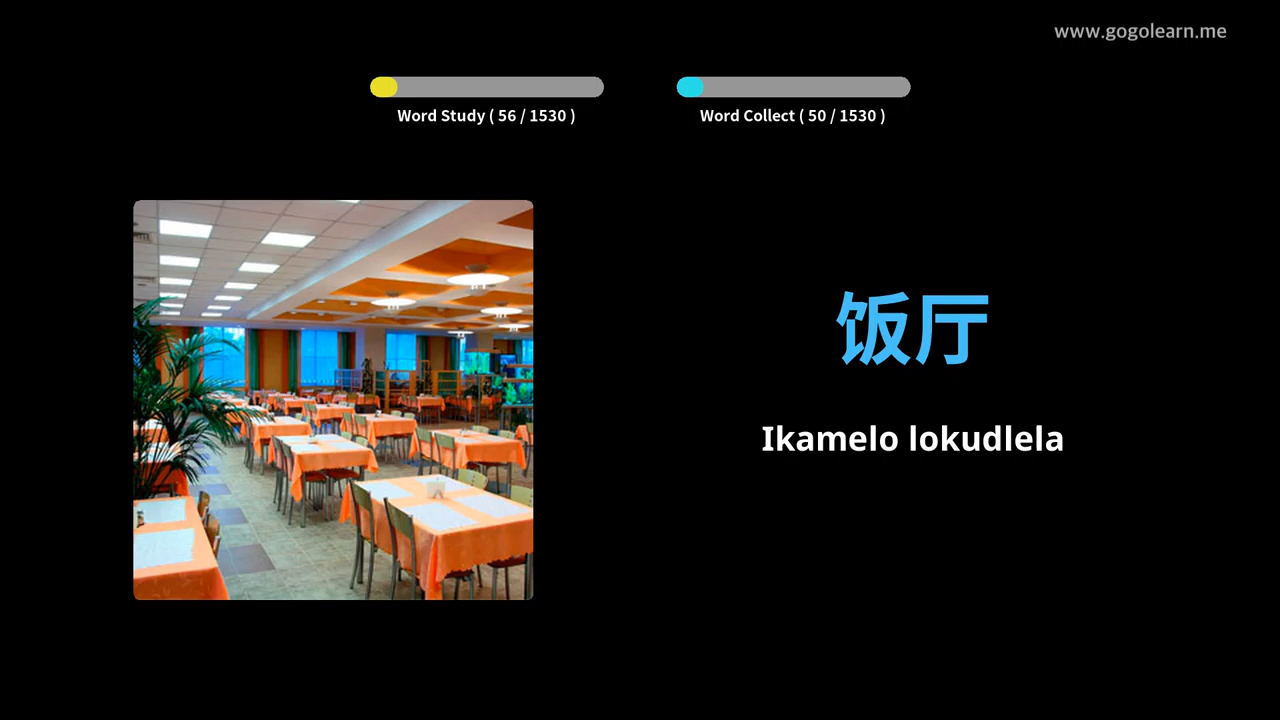 www.gogolearn.me
Word Study ( 56 / 1530 )
Word Collect ( 50 / 1530 )
饭厅
Ikamelo lokudlela